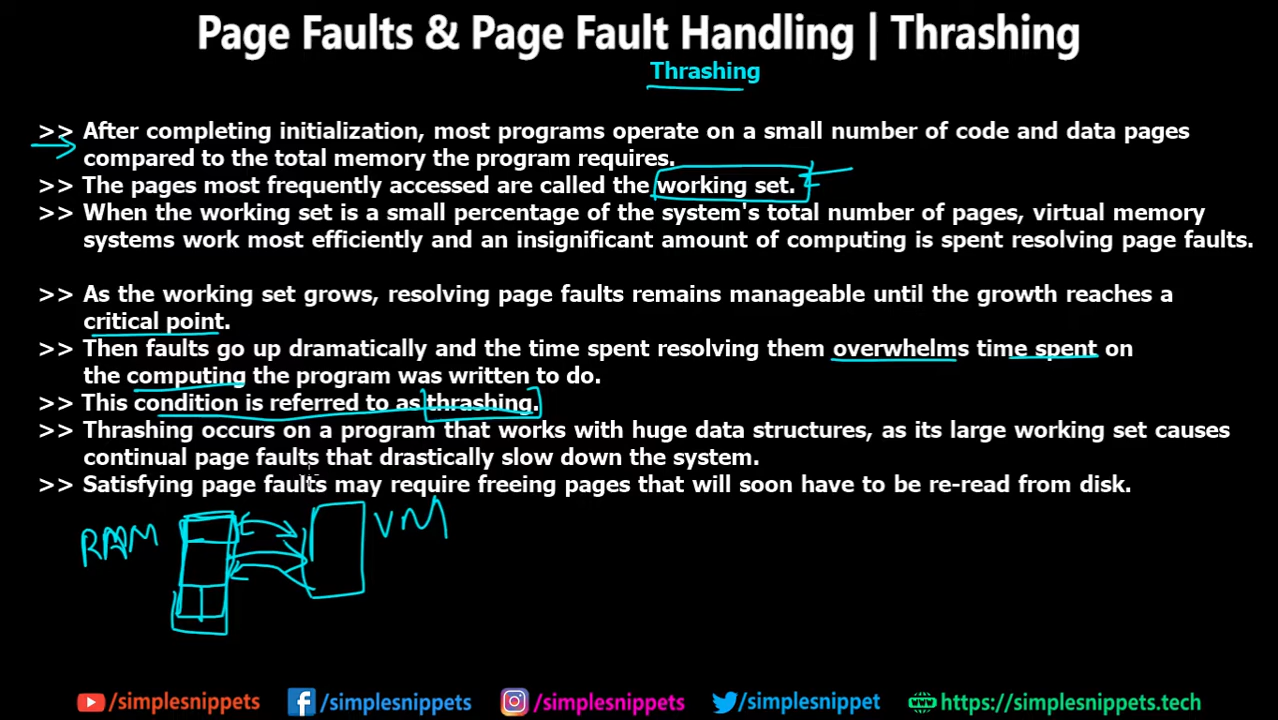 Page Faults & Page Fault Handling | Thrashing
Thrashing
>> After completing initialization, most programs operate on a small number of code and data pages
compared to the total memory the program requires.
>> The pages most frequently accessed are called the working set.
>> When the working set is a small percentage of the system's total number of pages, virtual memory
systems work most efficiently and an insignificant amount of computing is spent resolving page faults.
>> As the working set grows, resolving page faults remains manageable until the growth reaches a
critical point.
>> Then faults go up dramatically and the time spent resolving them overwhelms time spent on
the computing the program was written to do.
>> This condition is referred to as thrashing.
>> Thrashing occurs on a program that works with huge data structures, as its large working set causes
continual page faults that drastically slow down the system.
>> Satisfying page faults may require freeing pages that will soon have to be re-read from disk.
RAM VM
/simplesnippets /simplesnippets /simplesnippets /simplesnippet https://simplesnippets.tech